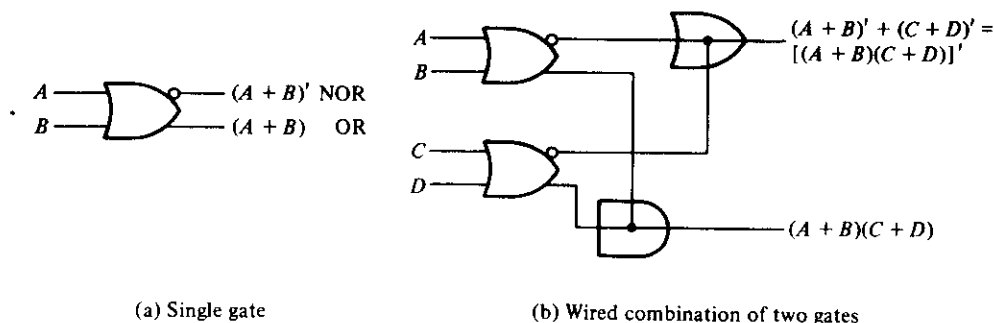 A
B
(A + B)' NOR
(A + B) OR
(a) Single gate
A
B
C
D
(A + B)' + (C + D)' =
[(A + B)(C + D)]'
(A + B)(C + D)
(b) Wired combination of two gates